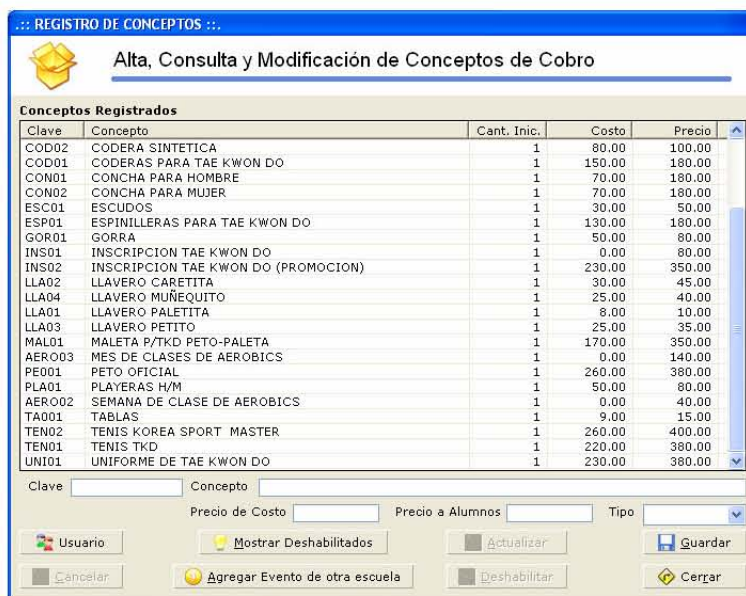 .:: REGISTRO DE CONCEPTOS ::.
Alta, Consulta y Modificación de Conceptos de Cobro
Conceptos Registrados
Clave Concepto Cant. Inic. Costo Precio
COD02 CODERA SINTETICA 1 80.00 100.00
COD01 CODERAS PARA TAE KWON DO 1 150.00 180.00
CON01 CONCHA PARA HOMBRE 1 70.00 180.00
CON02 CONCHA PARA MUJER 1 70.00 180.00
ESC01 ESCUDOS 1 30.00 50.00
ESP01 ESPINILLERAS PARA TAE KWON DO 1 130.00 180.00
GOR01 GORRA 1 50.00 80.00
INS01 INSCRIPCION TAE KWON DO 1 0.00 80.00
INS02 INSCRIPCION TAE KWON DO (PROMOCION) 1 230.00 350.00
LLA02 LLAVERO CARETITA 1 30.00 45.00
LLA04 LLAVERO MUÑEQUITO 1 25.00 40.00
LLA01 LLAVERO PALETITA 1 8.00 10.00
LLA03 LLAVERO PETITO 1 25.00 35.00
MAL01 MALETA P/TKD PETO-PALETA 1 170.00 350.00
AERO03 MES DE CLASES DE AEROBICS 1 0.00 140.00
PE001 PETO OFICIAL 1 260.00 380.00
PLA01 PLAYERAS H/M 1 50.00 80.00
AERO02 SEMANA DE CLASE DE AEROBICS 1 0.00 40.00
TA001 TABLAS 1 9.00 15.00
TEN02 TENIS KOREA SPORT MASTER 1 260.00 400.00
TEN01 TENIS TKD 1 220.00 380.00
UNI01 UNIFORME DE TAE KWON DO 1 230.00 380.00
Clave Concepto
Precio de Costo Precio a Alumnos Tipo
Usuario Mostrar Deshabilitados Actualizar Guardar
Cancelar Agregar Evento de otra escuela Deshabilitar Cerrar